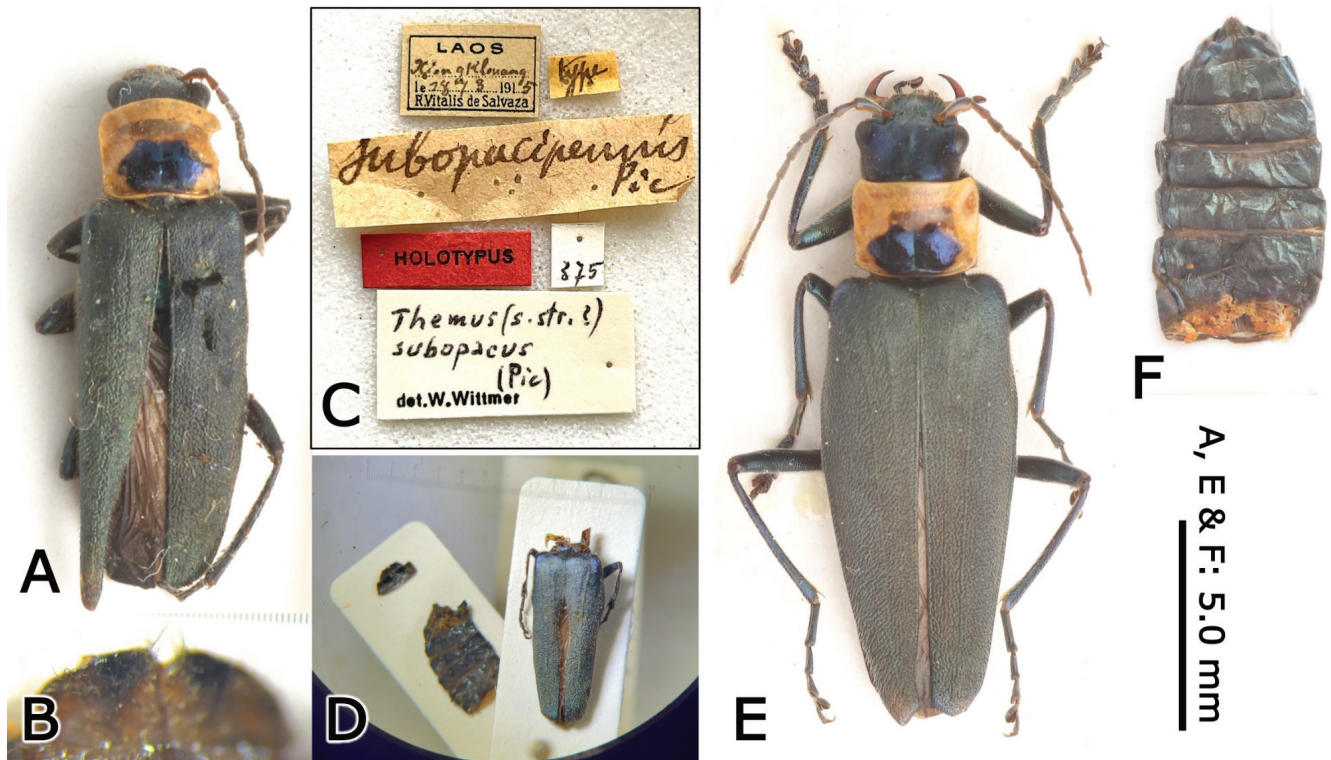 A
B
C
LAOS
Xieng Khouang
le 18 3 1915
R.Vitalis de Salvaza
type
subopacipennis
Pic
HOLOTYPUS
375
Themus (s. str. ?)
subopacus
(Pic)
det. W. Wittmer
D
E
F
A, E & F: 5.0 mm